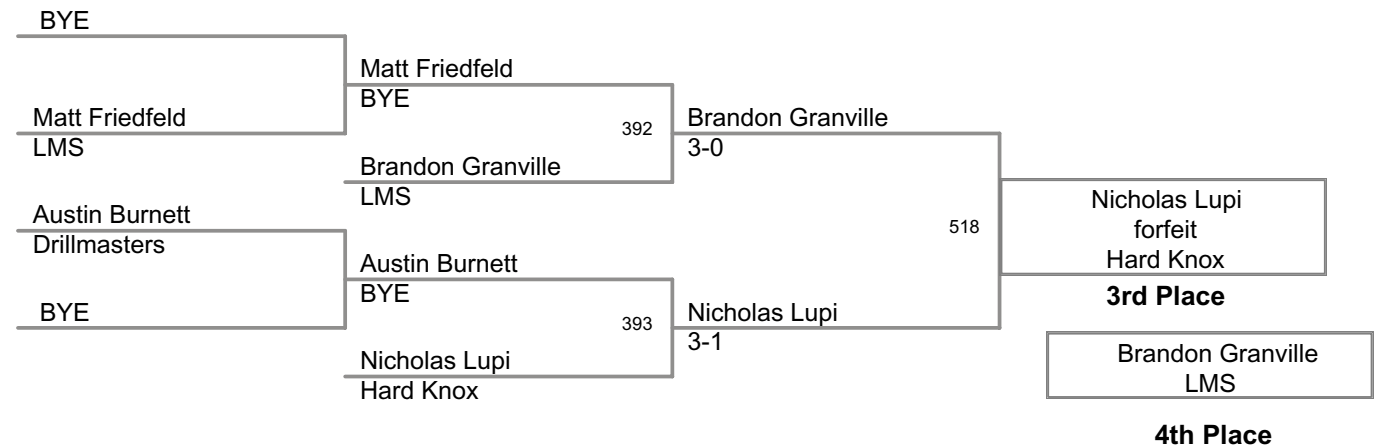 BYE
Matt Friedfeld
BYE
Matt Friedfeld
LMS
392
Brandon Granville
3-0
Brandon Granville
LMS
Austin Burnett
Drillmasters
518
Nicholas Lupi
forfeit
Hard Knox
3rd Place
Austin Burnett
BYE
BYE
393
Nicholas Lupi
3-1
Nicholas Lupi
Hard Knox
Brandon Granville
LMS
4th Place